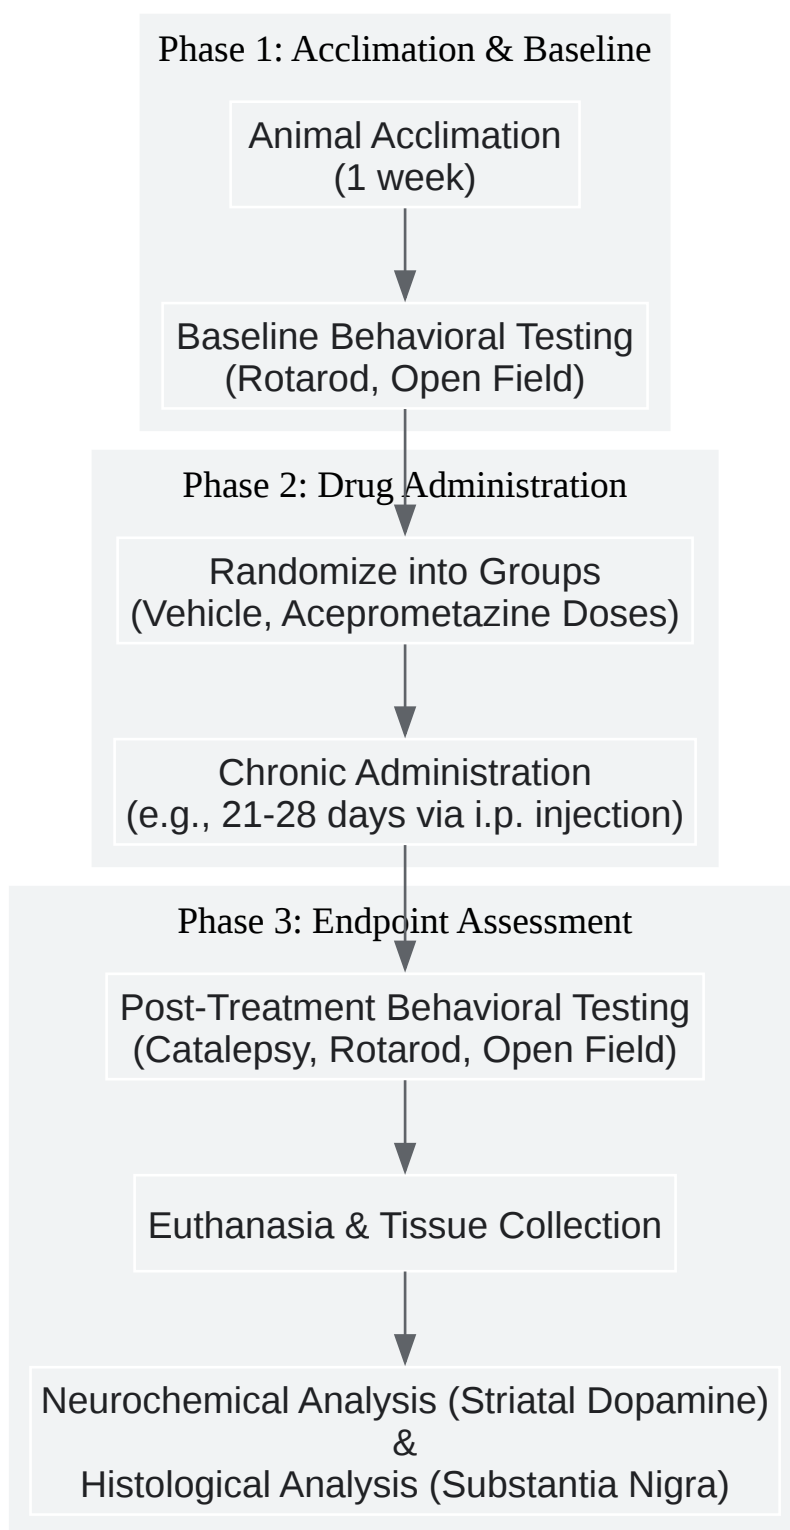 Phase 1: Acclimation & Baseline
Animal Acclimation
(1 week)
Baseline Behavioral Testing
(Rotarod, Open Field)
Phase 2: Drug Administration
Randomize into Groups
(Vehicle, Aceprometazine Doses)
Chronic Administration
(e.g., 21-28 days via i.p. injection)
Phase 3: Endpoint Assessment
Post-Treatment Behavioral Testing
(Catalepsy, Rotarod, Open Field)
Euthanasia & Tissue Collection
Neurochemical Analysis (Striatal Dopamine)
&
Histological Analysis (Substantia Nigra)